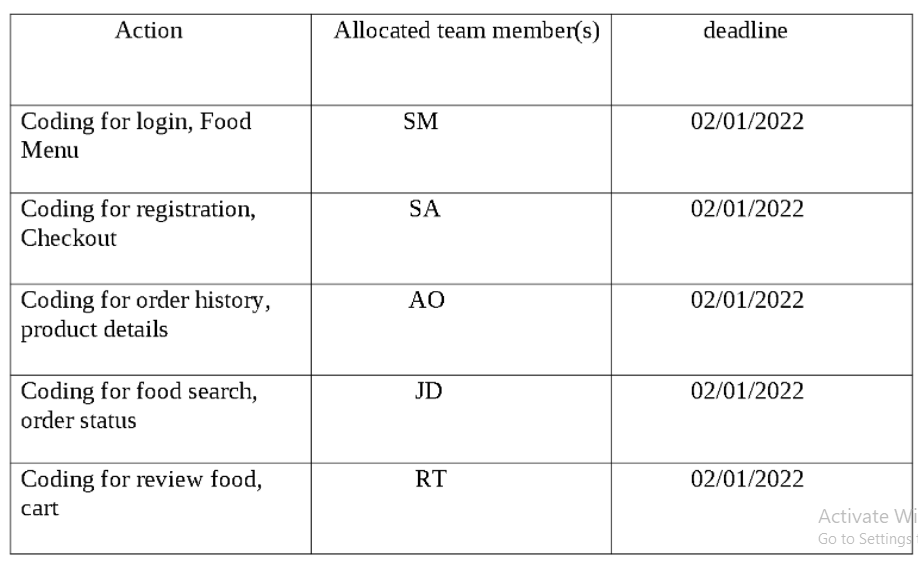 Action Allocated team member(s) deadline
Coding for login, Food SM 02/01/2022
Menu
Coding for registration, SA 02/01/2022
Checkout
Coding for order history, AO 02/01/2022
product details
Coding for food search, JD 02/01/2022
order status
Coding for review food, RT 02/01/2022
cart
Activate Wi
Go to Settings